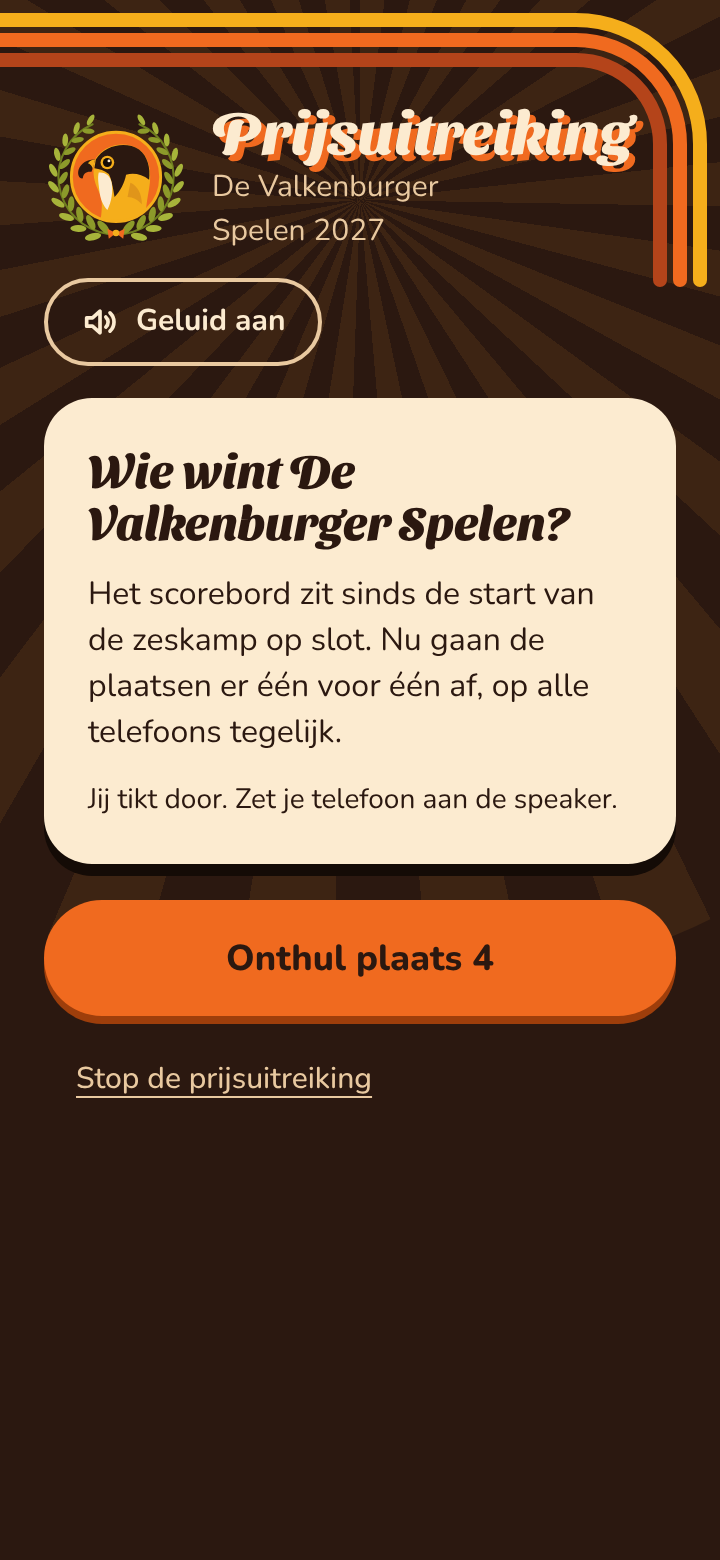 Prijsuitreiking
De Valkenburger
Spelen 2027
Geluid aan
Wie wint De
Valkenburger Spelen?
Het scorebord zit sinds de start van
de zeskamp op slot. Nu gaan de
plaatsen er één voor één af, op alle
telefoons tegelijk.
Jij tikt door. Zet je telefoon aan de speaker.
Onthul plaats 4
Stop de prijsuitreiking